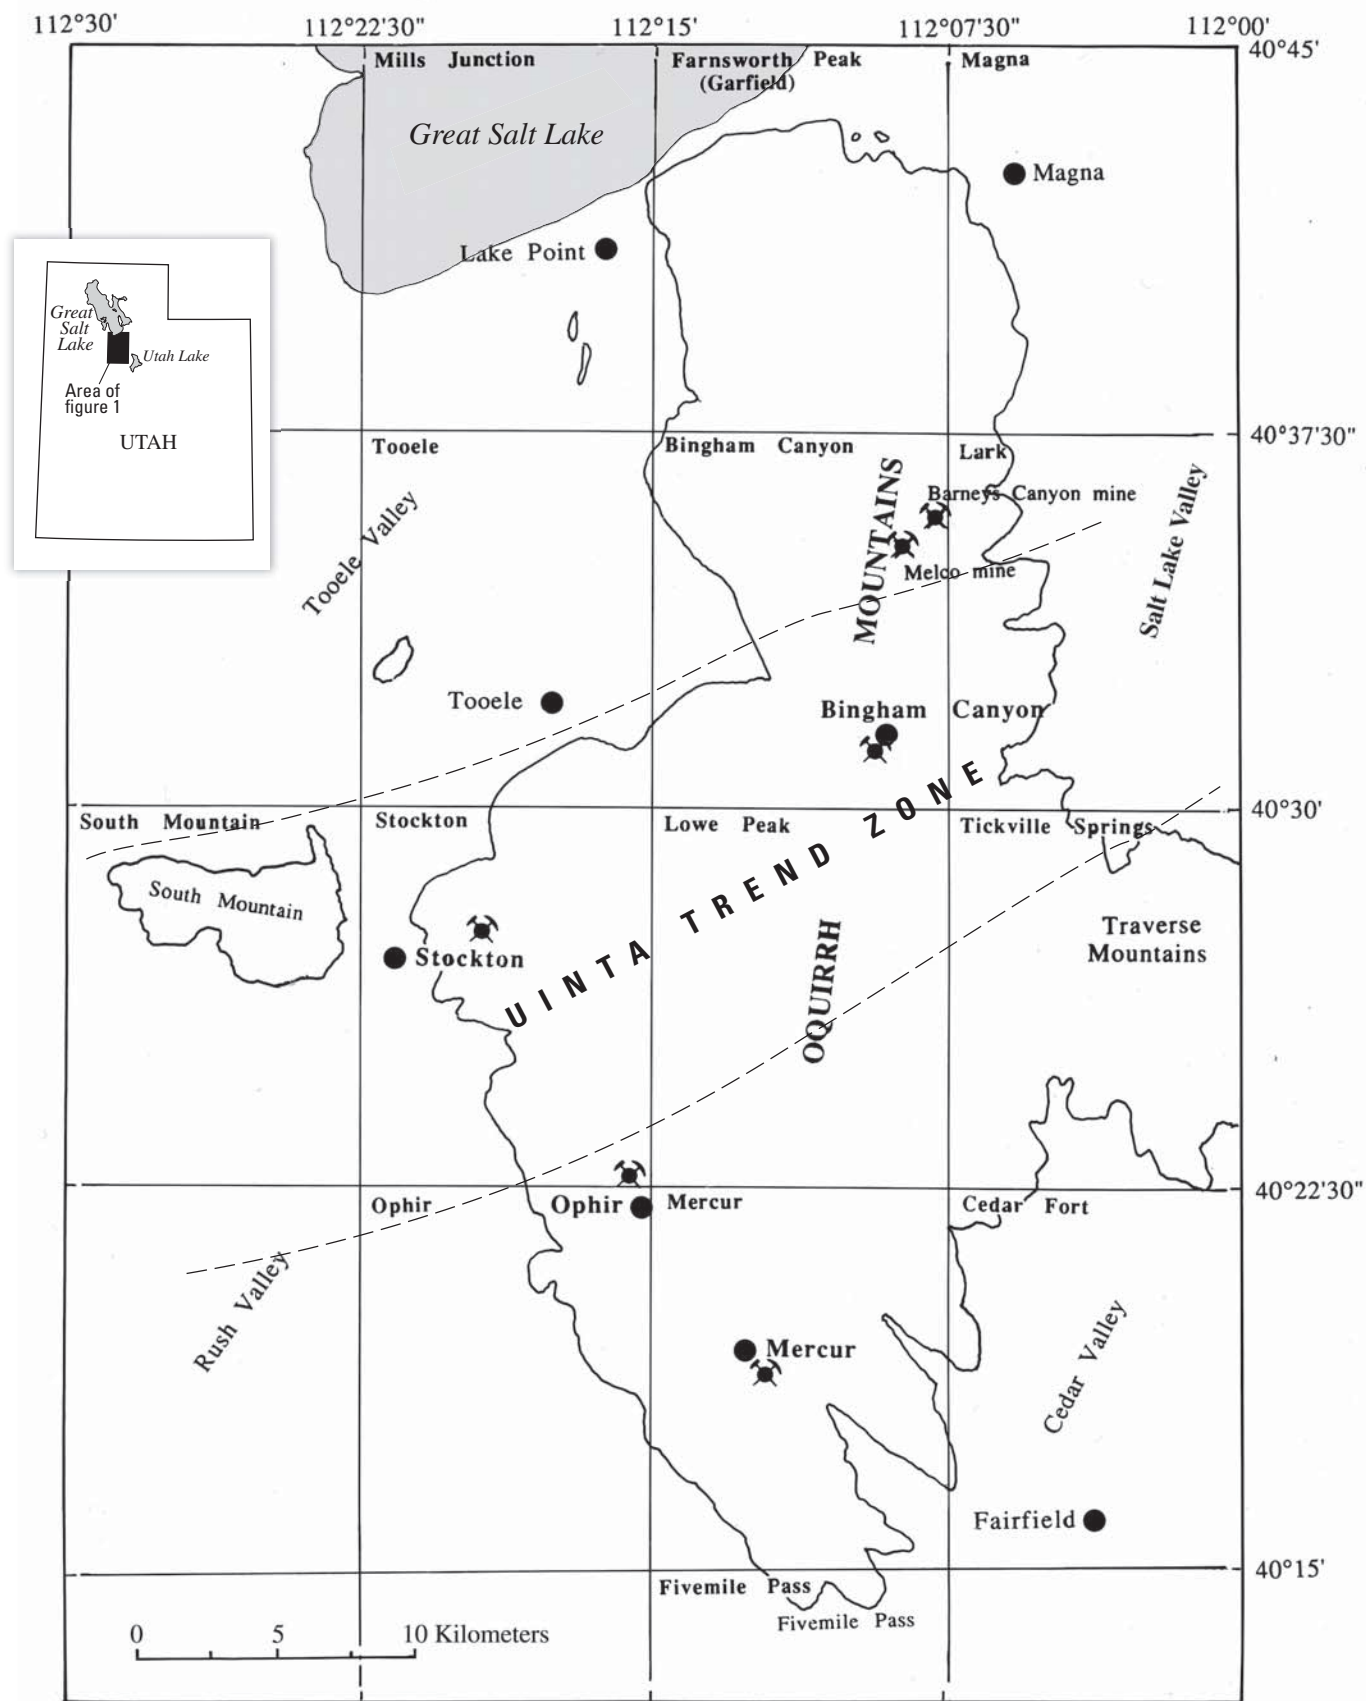 112°30' 112°22'30" 112°15' 112°07'30" 112°00'
40°45'
Mills Junction
Farnsworth Peak
(Garfield)
Magna
Great Salt Lake
Magna
Lake Point
Great
Salt
Lake
Utah Lake
Area of
figure 1
UTAH
40°37'30"
Tooele
Bingham Canyon
Lark
Barneys Canyon mine
MOUNTAINS
Melco mine
Tooele Valley
Salt Lake Valley
Tooele
Bingham Canyon
40°30'
South Mountain
Stockton
Lowe Peak
Tickville Springs
UINTA TREND ZONE
South Mountain
Stockton
OQUIRRH
Traverse
Mountains
40°22'30"
Ophir
Ophir
Mercur
Cedar Fort
Rush Valley
Mercur
Cedar Valley
Fairfield
40°15'
Fivemile Pass
Fivemile Pass
0 5 10 Kilometers